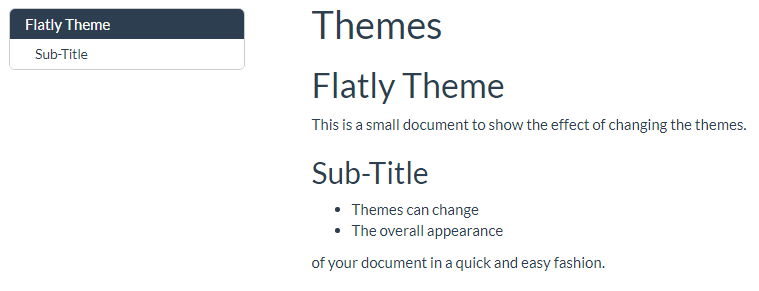 Flatly Theme
Sub-Title
Themes
Flatly Theme
This is a small document to show the effect of changing the themes.
Sub-Title
• Themes can change
• The overall appearance
of your document in a quick and easy fashion.